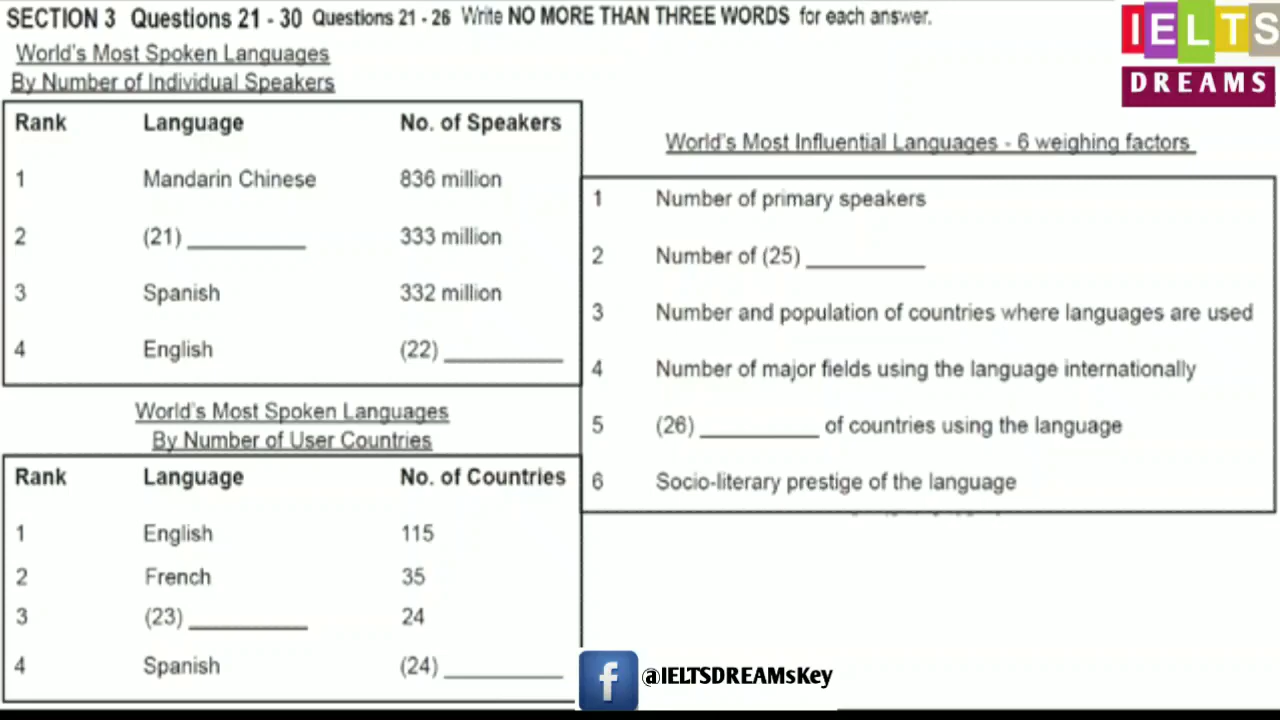 SECTION 3 Questions 21 - 30 Questions 21 - 26 Write NO MORE THAN THREE WORDS for each answer.
IELTS
DREAMS
World's Most Spoken Languages
By Number of Individual Speakers
Rank Language No. of Speakers
1 Mandarin Chinese 836 million
2 (21) __________ 333 million
3 Spanish 332 million
4 English (22) __________
World's Most Spoken Languages
By Number of User Countries
Rank Language No. of Countries
1 English 115
2 French 35
3 (23) __________ 24
4 Spanish (24) __________
World's Most Influential Languages - 6 weighing factors
1 Number of primary speakers
2 Number of (25) __________
3 Number and population of countries where languages are used
4 Number of major fields using the language internationally
5 (26) __________ of countries using the language
6 Socio-literary prestige of the language
f @IELTSDREAMsKey